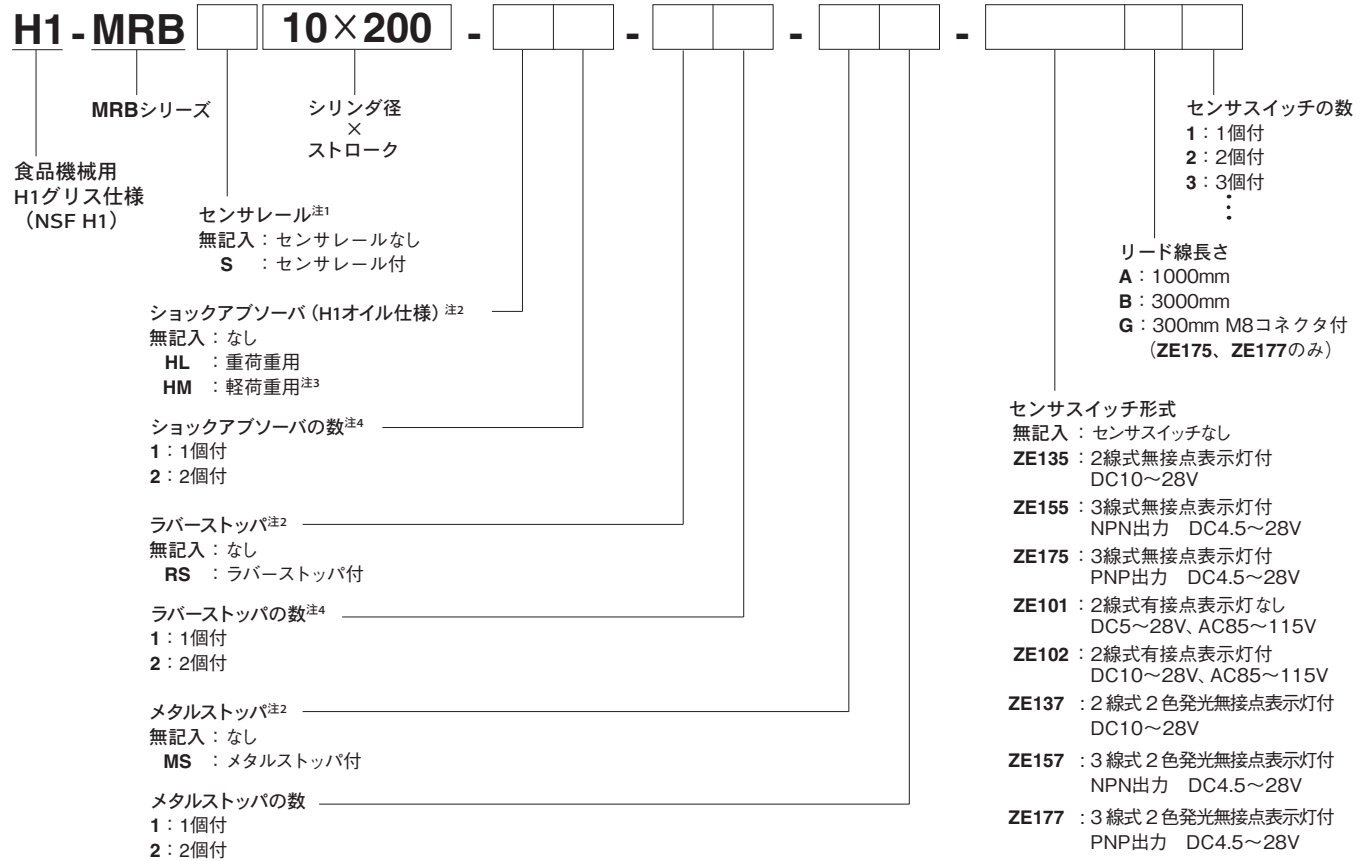 H1-MRB 10×200 - - - -
MRBシリーズ
シリンダ径
×
ストローク
食品機械用
H1グリス仕様
(NSF H1)
センサレール注1
無記入:センサレールなし
S :センサレール付
ショックアブソーバ(H1オイル仕様)注2
無記入:なし
HL :重荷重用
HM :軽荷重用注3
ショックアブソーバの数注4
1:1個付
2:2個付
ラバーストッパ注2
無記入:なし
RS :ラバーストッパ付
ラバーストッパの数注4
1:1個付
2:2個付
メタルストッパ注2
無記入:なし
MS :メタルストッパ付
メタルストッパの数
1:1個付
2:2個付
センサスイッチの数
1:1個付
2:2個付
3:3個付
⋮
リード線長さ
A:1000mm
B:3000mm
G:300mm M8コネクタ付
(ZE175、ZE177のみ)
センサスイッチ形式
無記入:センサスイッチなし
ZE135:2線式無接点表示灯付
DC10〜28V
ZE155:3線式無接点表示灯付
NPN出力 DC4.5〜28V
ZE175:3線式無接点表示灯付
PNP出力 DC4.5〜28V
ZE101:2線式有接点表示灯なし
DC5〜28V、AC85〜115V
ZE102:2線式有接点表示灯付
DC10〜28V、AC85〜115V
ZE137 :2線式2色発光無接点表示灯付
DC10〜28V
ZE157 :3線式2色発光無接点表示灯付
NPN出力 DC4.5〜28V
ZE177 :3線式2色発光無接点表示灯付
PNP出力 DC4.5〜28V